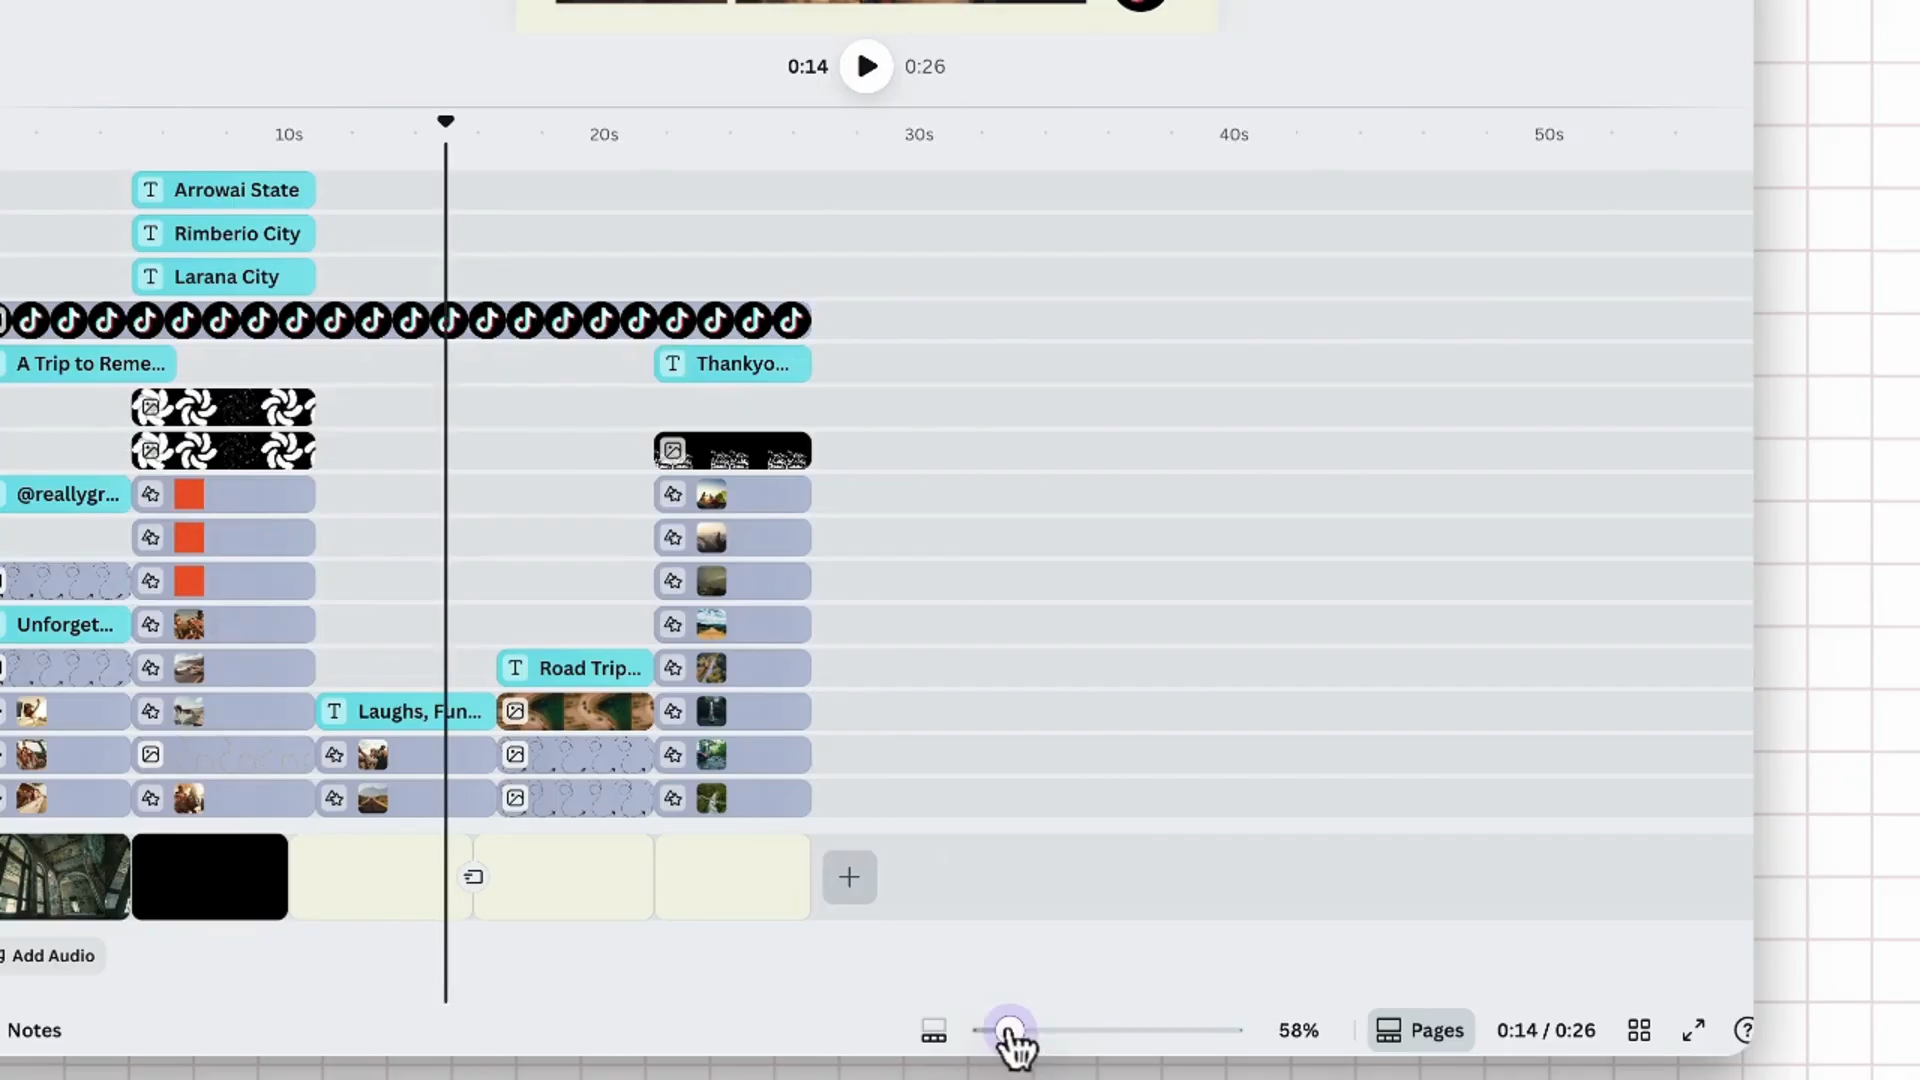 0:14 0:26
10s 20s 30s 40s 50s
T Arrowai State
T Rimberio City
T Larana City
A Trip to Reme...
T Thankyo...
@reallygr...
Unforget...
T Road Trip...
T Laughs, Fun...
Add Audio
Notes
58%
Pages
0:14 / 0:26
?